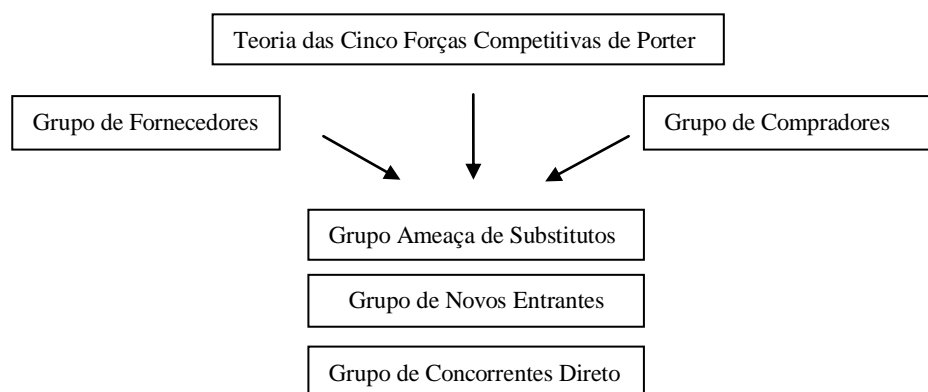 Teoria das Cinco Forças Competitivas de Porter
Grupo de Fornecedores
Grupo de Compradores
Grupo Ameaça de Substitutos
Grupo de Novos Entrantes
Grupo de Concorrentes Direto